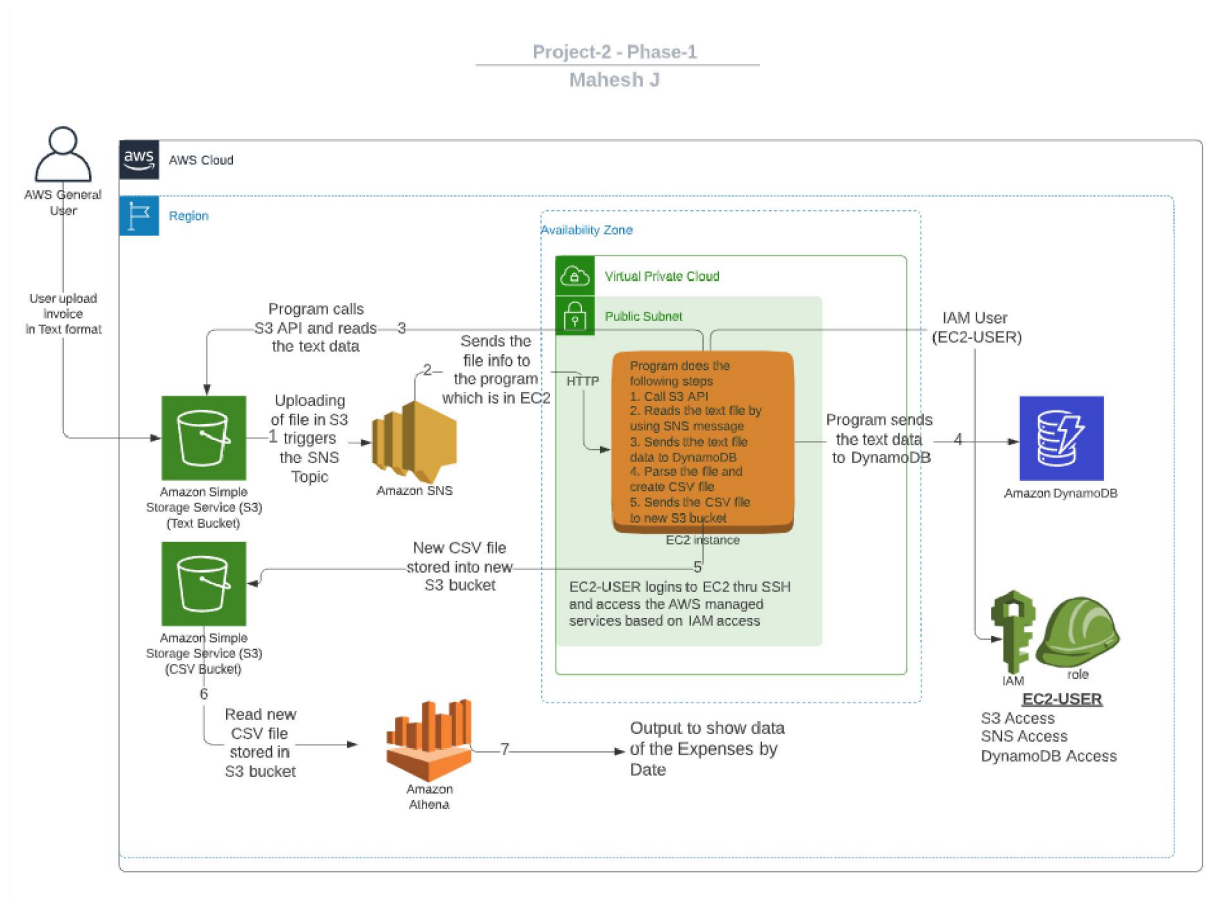 Project-2 - Phase-1
Mahesh J
AWS General
User
aws
AWS Cloud
Region
Availability Zone
Virtual Private Cloud
Public Subnet
User upload
invoice
in Text format
Program calls
S3 API and reads
the text data
3
IAM User
(EC2-USER)
Sends the
file info to
the program
which is in EC2
2
HTTP
Program does the
following steps
1. Call S3 API
2. Reads the text file by
using SNS message
3. Sends tthe text file
data to DynamoDB
4. Parse the file and
create CSV file
5. Sends the CSV file
to new S3 bucket
EC2 instance
Uploading
of file in S3
triggers
the SNS
Topic
1
Amazon SNS
Program sends
the text data
to DynamoDB
4
Amazon DynamoDB
Amazon Simple
Storage Service (S3)
(Text Bucket)
New CSV file
stored into new
S3 bucket
5
EC2-USER logins to EC2 thru SSH
and access the AWS managed
services based on IAM access
Amazon Simple
Storage Service (S3)
(CSV Bucket)
6
IAM
role
EC2-USER
S3 Access
SNS Access
DynamoDB Access
Read new
CSV file
stored in
S3 bucket
Amazon
Athena
7
Output to show data
of the Expenses by
Date